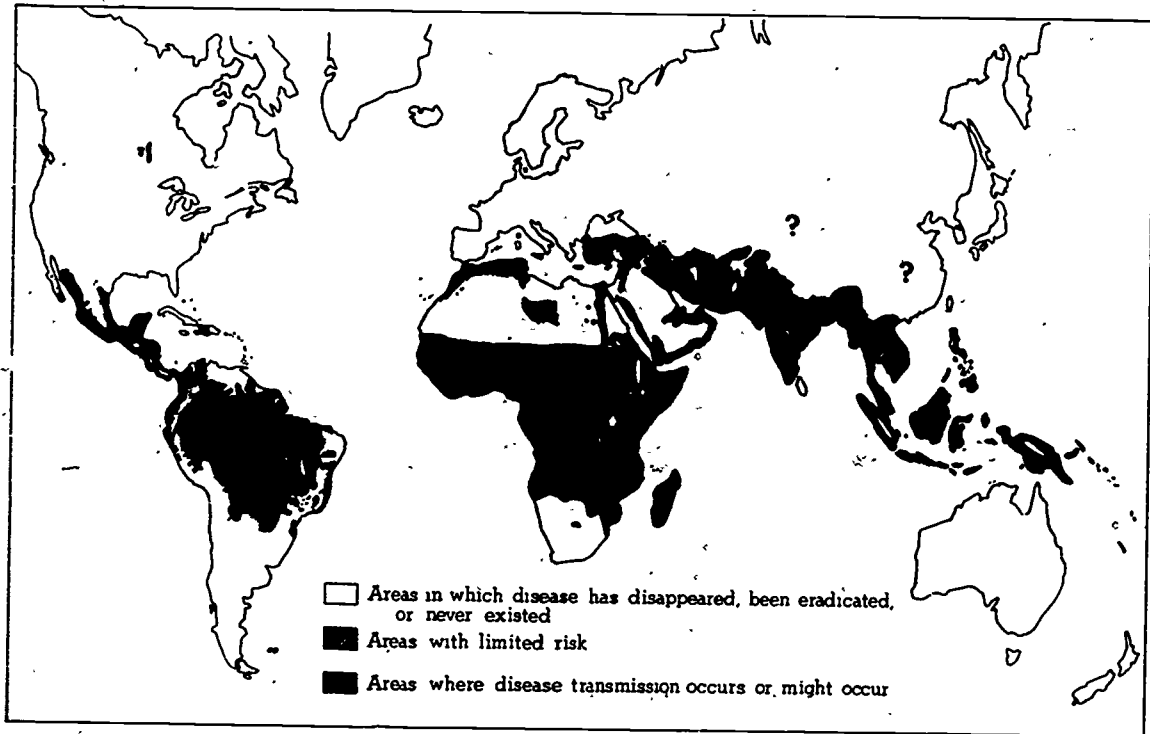 ?
?
Areas in which disease has disappeared, been eradicated,
or never existed
Areas with limited risk
Areas where disease transmission occurs or might occur